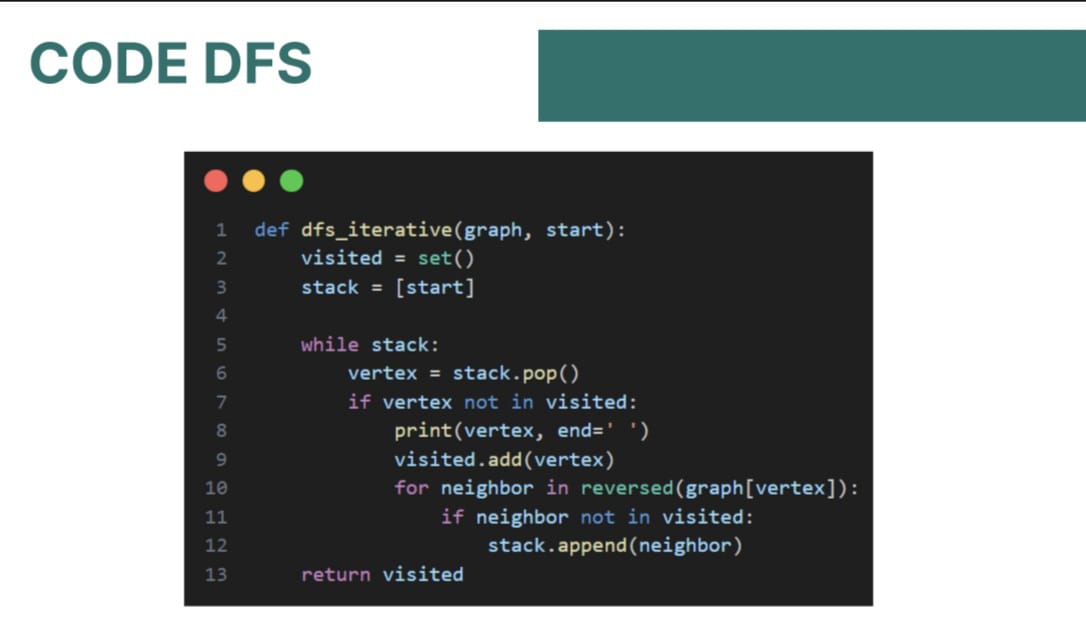 CODE DFS
1 def dfs_iterative(graph, start):
2     visited = set()
3     stack = [start]
4
5     while stack:
6         vertex = stack.pop()
7         if vertex not in visited:
8             print(vertex, end=' ')
9             visited.add(vertex)
10             for neighbor in reversed(graph[vertex]):
11                 if neighbor not in visited:
12                     stack.append(neighbor)
13     return visited